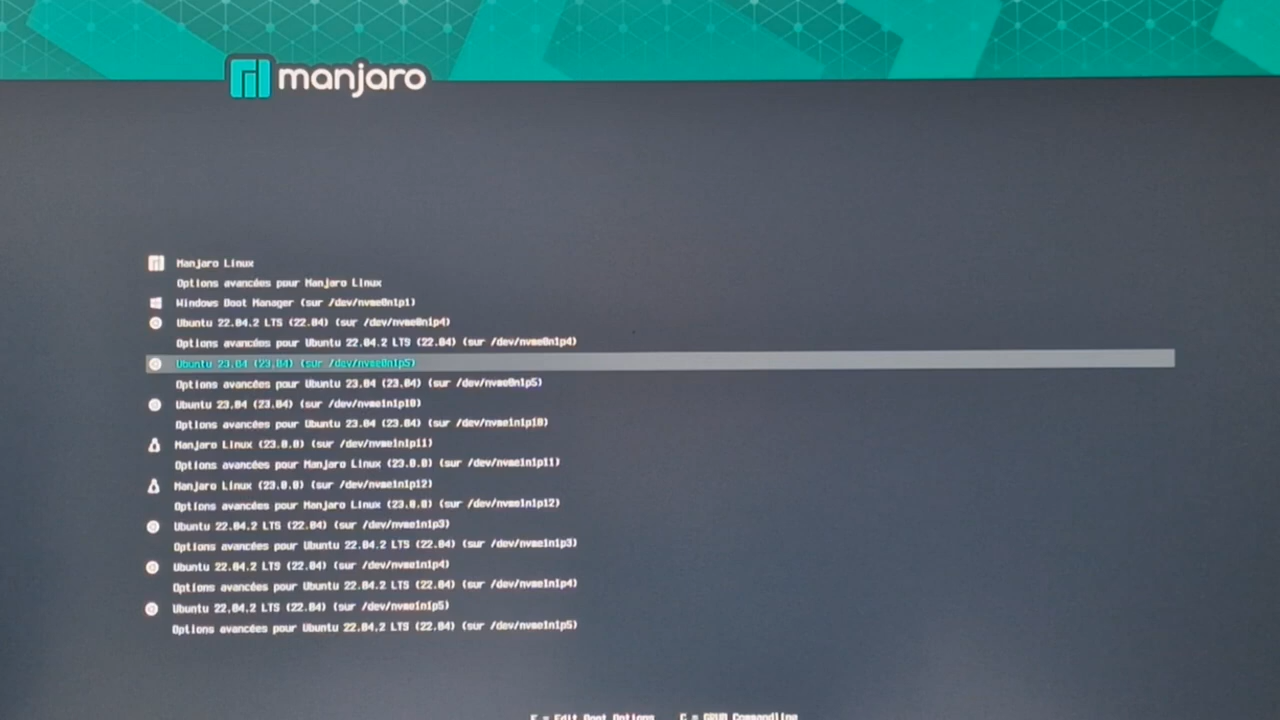 manjaro
Manjaro Linux
Options avancées pour Manjaro Linux
Windows Boot Manager (sur /dev/nvme0n1p1)
Ubuntu 22.04.2 LTS (22.04) (sur /dev/nvme0n1p4)
Options avancées pour Ubuntu 22.04.2 LTS (22.04) (sur /dev/nvme0n1p4)
Ubuntu 23.04 (23.04) (sur /dev/nvme0n1p5)
Options avancées pour Ubuntu 23.04 (23.04) (sur /dev/nvme0n1p5)
Ubuntu 23.04 (23.04) (sur /dev/nvme1n1p10)
Options avancées pour Ubuntu 23.04 (23.04) (sur /dev/nvme1n1p10)
Manjaro Linux (23.0.0) (sur /dev/nvme1n1p11)
Options avancées pour Manjaro Linux (23.0.0) (sur /dev/nvme1n1p11)
Manjaro Linux (23.0.0) (sur /dev/nvme1n1p12)
Options avancées pour Manjaro Linux (23.0.0) (sur /dev/nvme1n1p12)
Ubuntu 22.04.2 LTS (22.04) (sur /dev/nvme1n1p3)
Options avancées pour Ubuntu 22.04.2 LTS (22.04) (sur /dev/nvme1n1p3)
Ubuntu 22.04.2 LTS (22.04) (sur /dev/nvme1n1p4)
Options avancées pour Ubuntu 22.04.2 LTS (22.04) (sur /dev/nvme1n1p4)
Ubuntu 22.04.2 LTS (22.04) (sur /dev/nvme1n1p5)
Options avancées pour Ubuntu 22.04.2 LTS (22.04) (sur /dev/nvme1n1p5)
E = Edit Boot Options C = GRUB Commandline